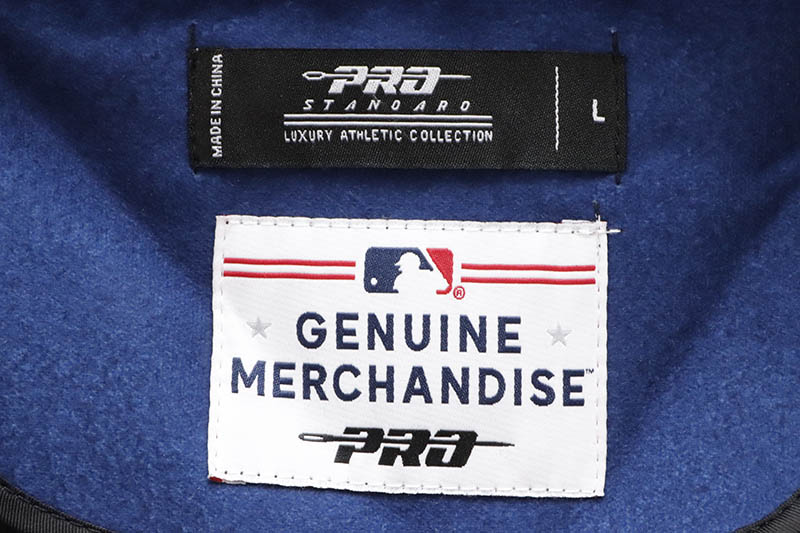 MADE IN CHINA
PRO
STANDARD
LUXURY ATHLETIC COLLECTION
L
®
GENUINE
MERCHANDISE™
PRO